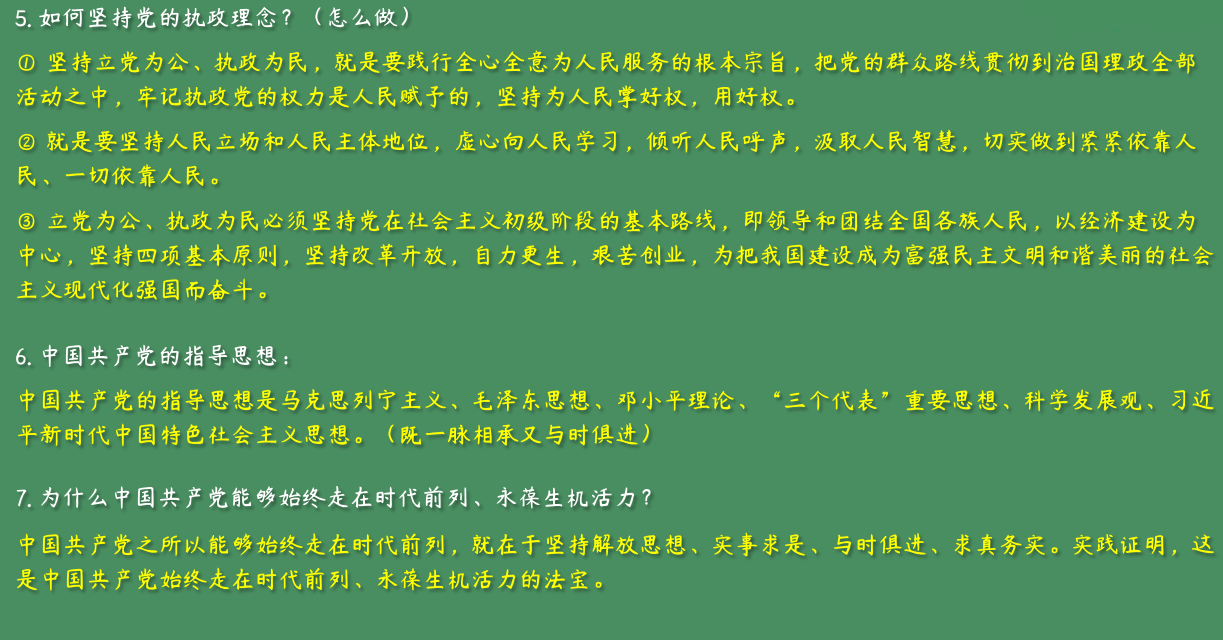 5. 如何坚持党的执政理念？（怎么做）
① 坚持立党为公、执政为民，就是要践行全心全意为人民服务的根本宗旨，把党的群众路线贯彻到治国理政全部
活动之中，牢记执政党的权力是人民赋予的，坚持为人民掌好权，用好权。
② 就是要坚持人民立场和人民主体地位，虚心向人民学习，倾听人民呼声，汲取人民智慧，切实做到紧紧依靠人
民、一切依靠人民。
③ 立党为公、执政为民必须坚持党在社会主义初级阶段的基本路线，即领导和团结全国各族人民，以经济建设为
中心，坚持四项基本原则，坚持改革开放，自力更生，艰苦创业，为把我国建设成为富强民主文明和谐美丽的社会
主义现代化强国而奋斗。
6. 中国共产党的指导思想：
中国共产党的指导思想是马克思列宁主义、毛泽东思想、邓小平理论、“三个代表”重要思想、科学发展观、习近
平新时代中国特色社会主义思想。（既一脉相承又与时俱进）
7. 为什么中国共产党能够始终走在时代前列、永葆生机活力？
中国共产党之所以能够始终走在时代前列，就在于坚持解放思想、实事求是、与时俱进、求真务实。实践证明，这
是中国共产党始终走在时代前列、永葆生机活力的法宝。